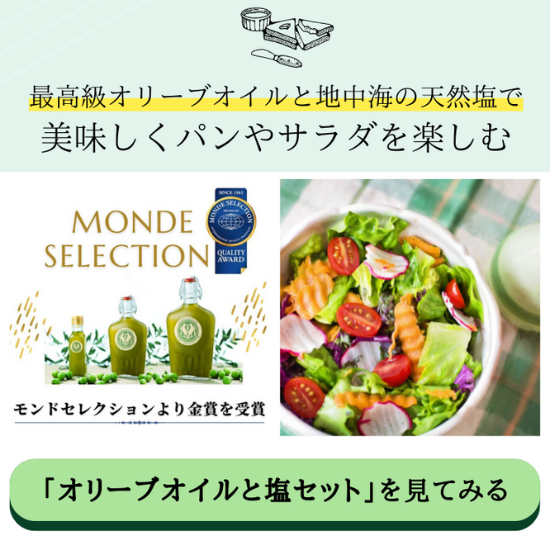 最高級オリーブオイルと地中海の天然塩で
美味しくパンやサラダを楽しむ
MONDE
SELECTION
SINCE 1961
MONDE SELECTION
QUALITY
AWARD
モンドセレクションより金賞を受賞
「オリーブオイルと塩セット」を見てみる